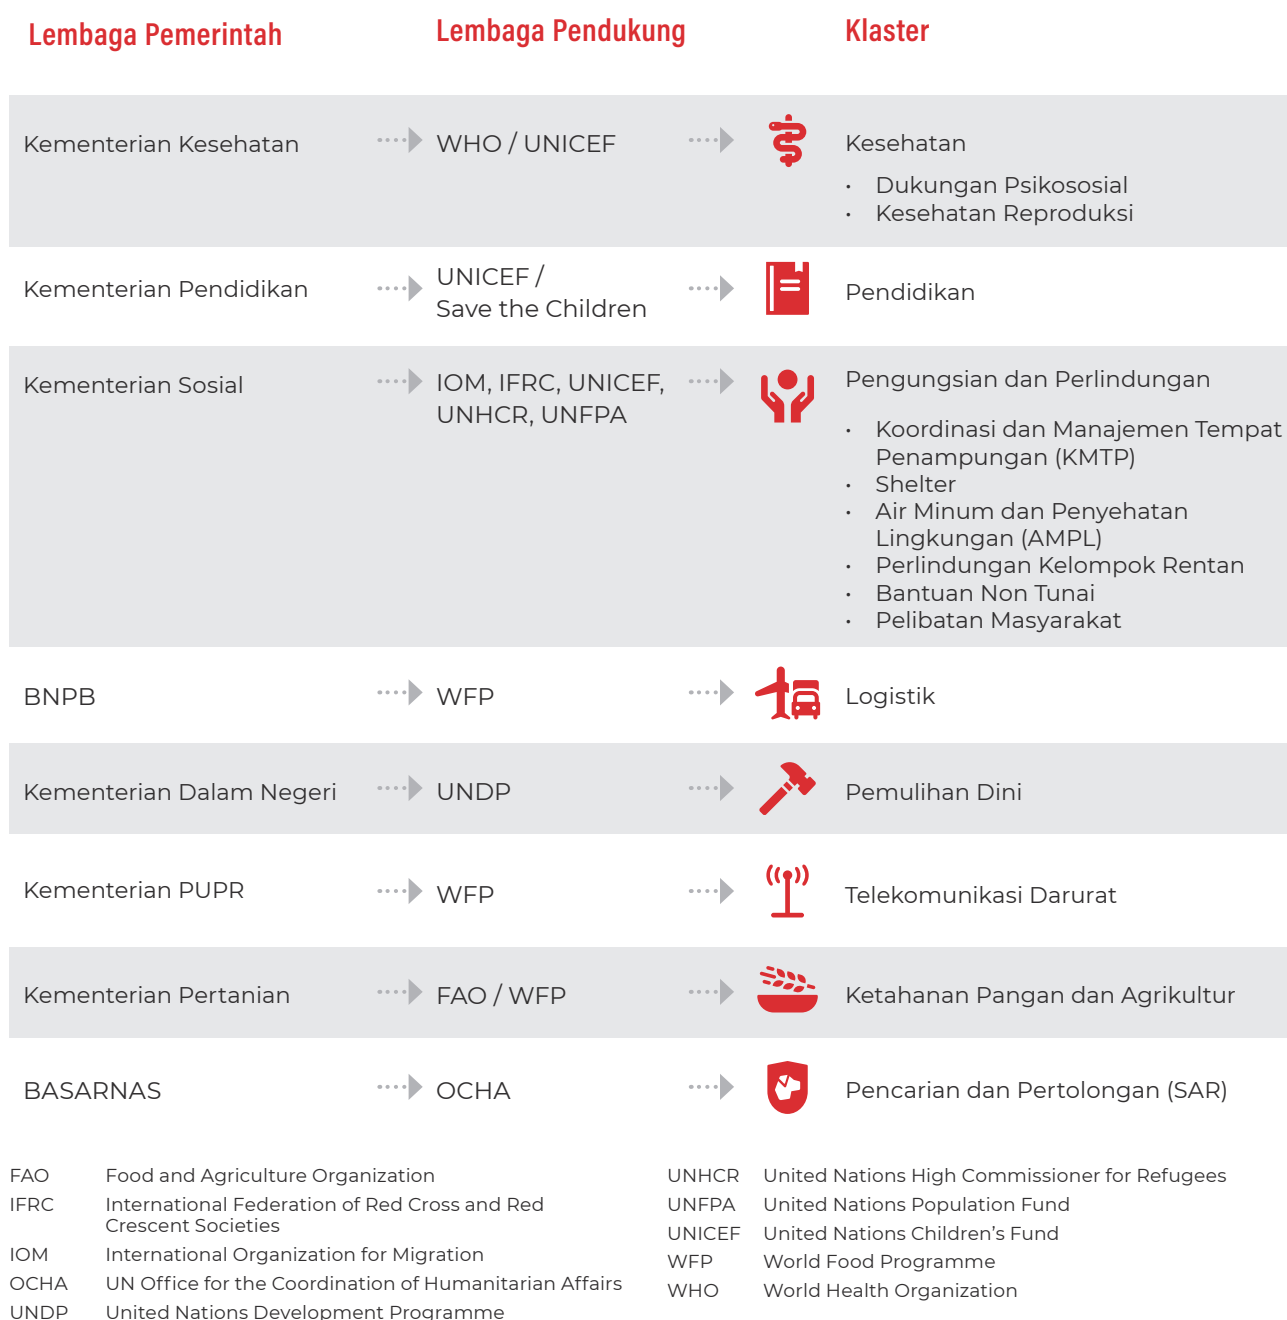 Lembaga Pemerintah
Lembaga Pendukung
Klaster
Kementerian Kesehatan
WHO / UNICEF
Kesehatan
• Dukungan Psikososial
• Kesehatan Reproduksi
Kementerian Pendidikan
UNICEF /
Save the Children
Pendidikan
Kementerian Sosial
IOM, IFRC, UNICEF,
UNHCR, UNFPA
Pengungsian dan Perlindungan
• Koordinasi dan Manajemen Tempat
Penampungan (KMTP)
• Shelter
• Air Minum dan Penyehatan
Lingkungan (AMPL)
• Perlindungan Kelompok Rentan
• Bantuan Non Tunai
• Pelibatan Masyarakat
BNPB
WFP
Logistik
Kementerian Dalam Negeri
UNDP
Pemulihan Dini
Kementerian PUPR
WFP
Telekomunikasi Darurat
Kementerian Pertanian
FAO / WFP
Ketahanan Pangan dan Agrikultur
BASARNAS
OCHA
Pencarian dan Pertolongan (SAR)
FAO Food and Agriculture Organization
IFRC International Federation of Red Cross and Red
Crescent Societies
IOM International Organization for Migration
OCHA UN Office for the Coordination of Humanitarian Affairs
UNDP United Nations Development Programme
UNHCR United Nations High Commissioner for Refugees
UNFPA United Nations Population Fund
UNICEF United Nations Children’s Fund
WFP World Food Programme
WHO World Health Organization